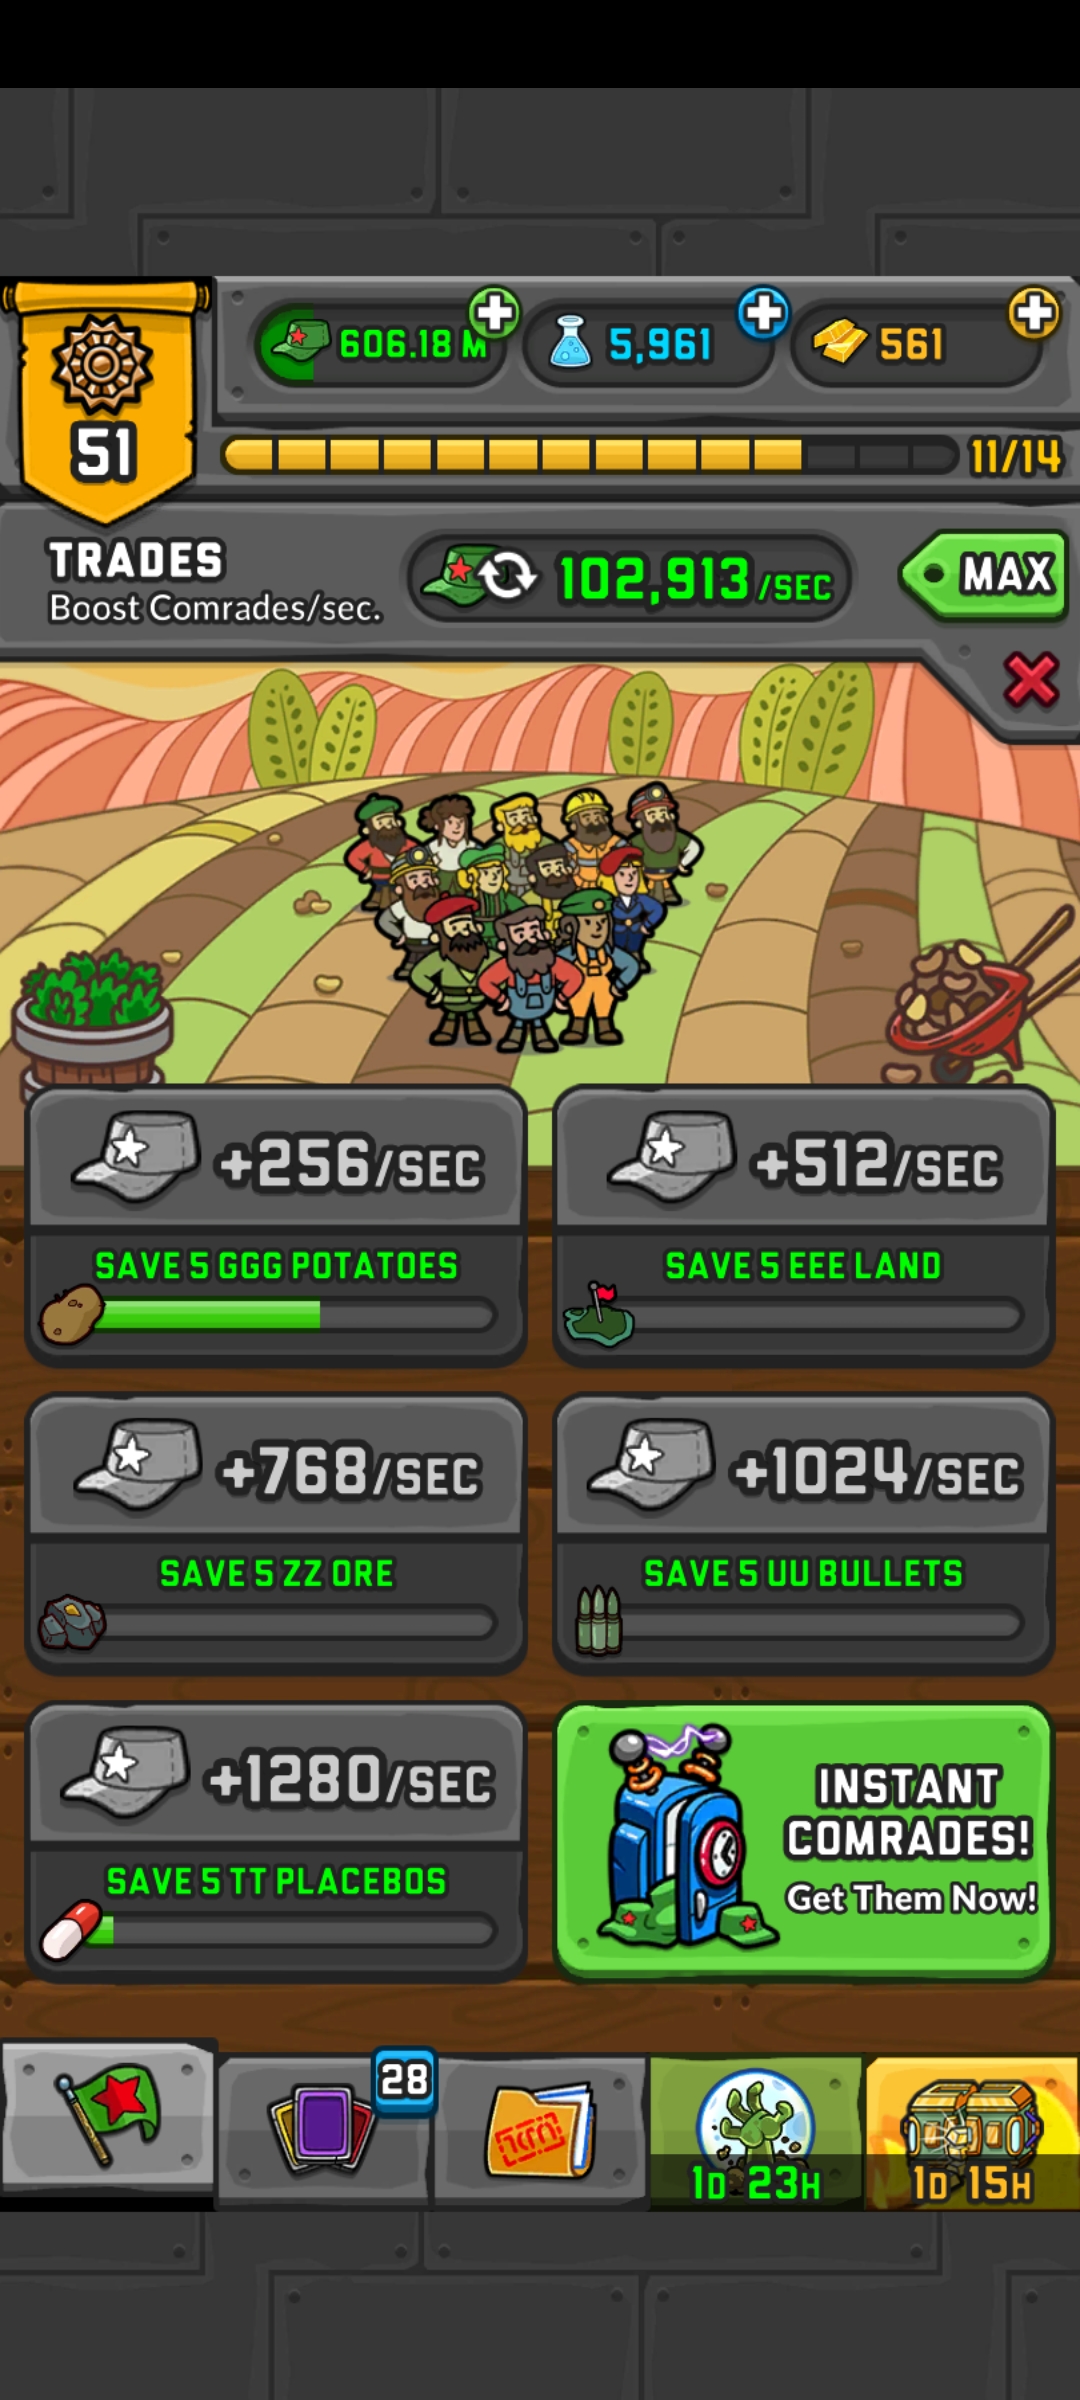 606.18 M
5,961
561
51
11/14
TRADES
Boost Comrades/sec.
102,913/SEC
MAX
+256/SEC
SAVE 5 GGG POTATOES
+512/SEC
SAVE 5 EEE LAND
+768/SEC
SAVE 5 ZZ ORE
+1024/SEC
SAVE 5 UU BULLETS
+1280/SEC
SAVE 5 TT PLACEBOS
INSTANT
COMRADES!
Get Them Now!
28
1D 23H
1D 15H